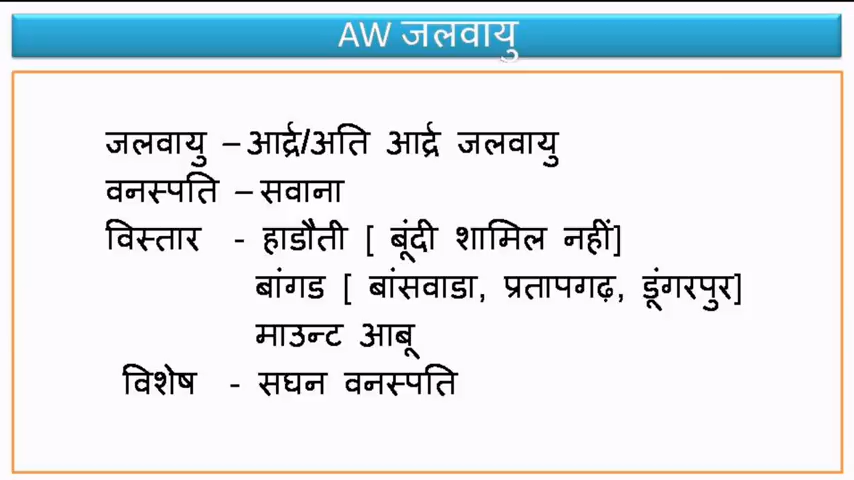 AW जलवायु
जलवायु – आर्द्र/अति आर्द्र जलवायु
वनस्पति – सवाना
विस्तार - हाडौती [ बूंदी शामिल नहीं]
बांगड [ बांसवाडा, प्रतापगढ़, डूंगरपुर]
माउन्ट आबू
विशेष - सघन वनस्पति